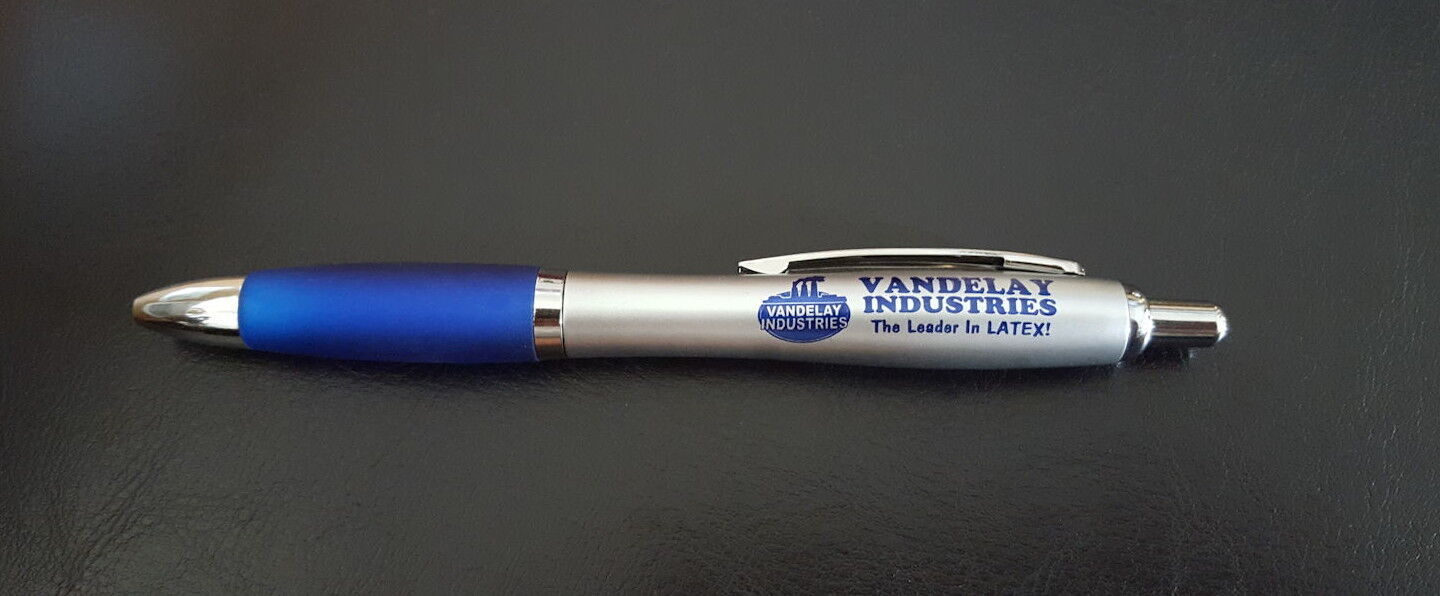 VANDELAY
INDUSTRIES
VANDELAY
INDUSTRIES
The Leader In LATEX!